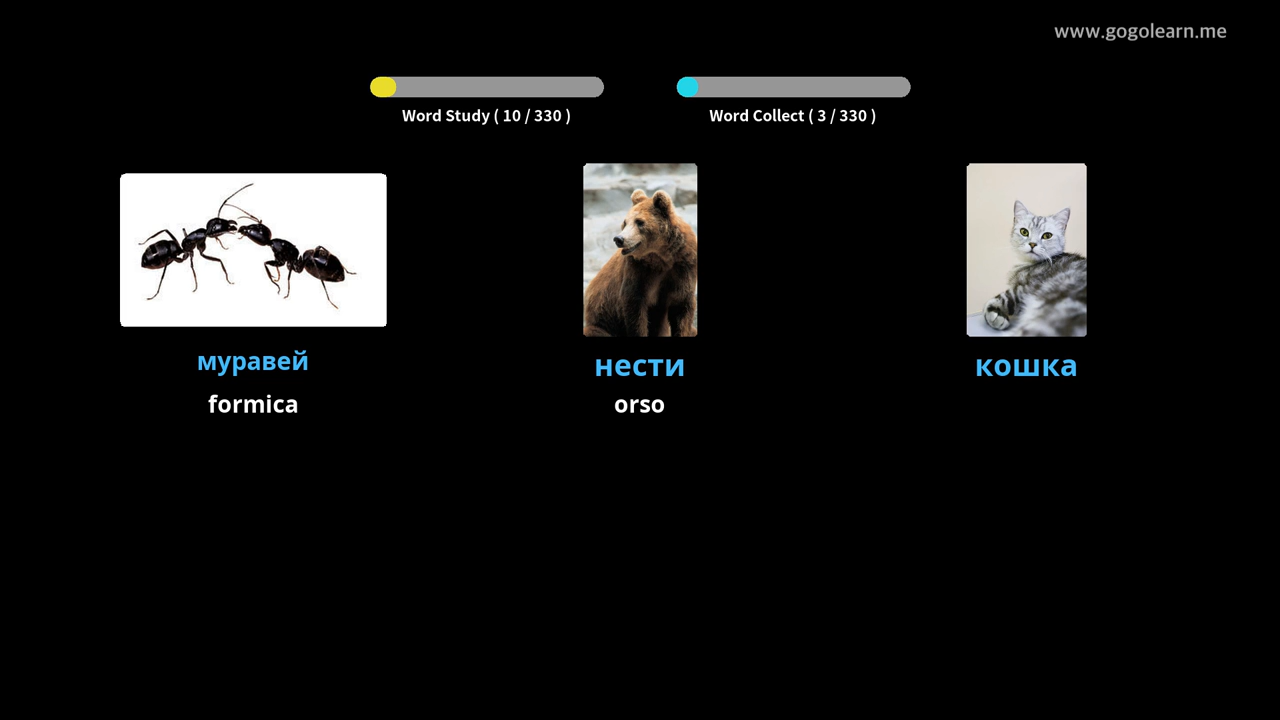 www.gogolearn.me
Word Study ( 10 / 330 )
Word Collect ( 3 / 330 )
муравей
нести
кошка
formica
orso